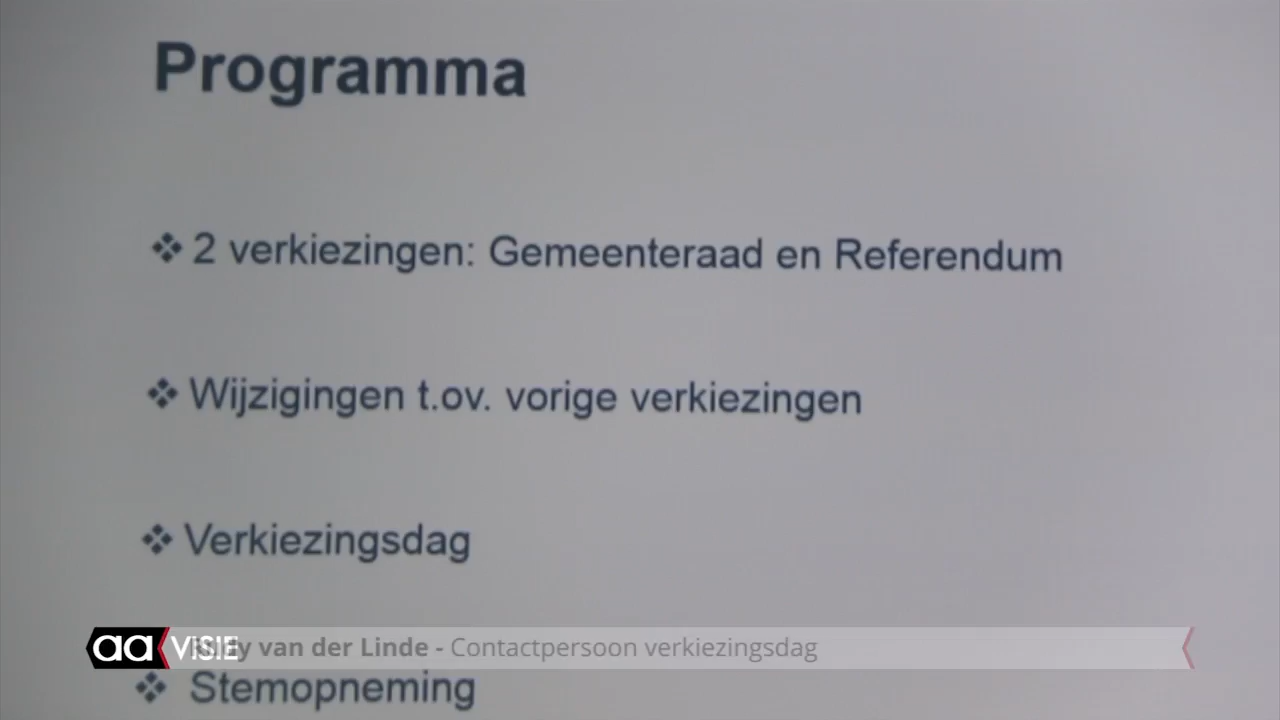 Programma
❖ 2 verkiezingen: Gemeenteraad en Referendum
❖ Wijzigingen t.ov. vorige verkiezingen
❖ Verkiezingsdag
aa VISIE
van der Linde - Contactpersoon verkiezingsdag
❖ Stemopneming